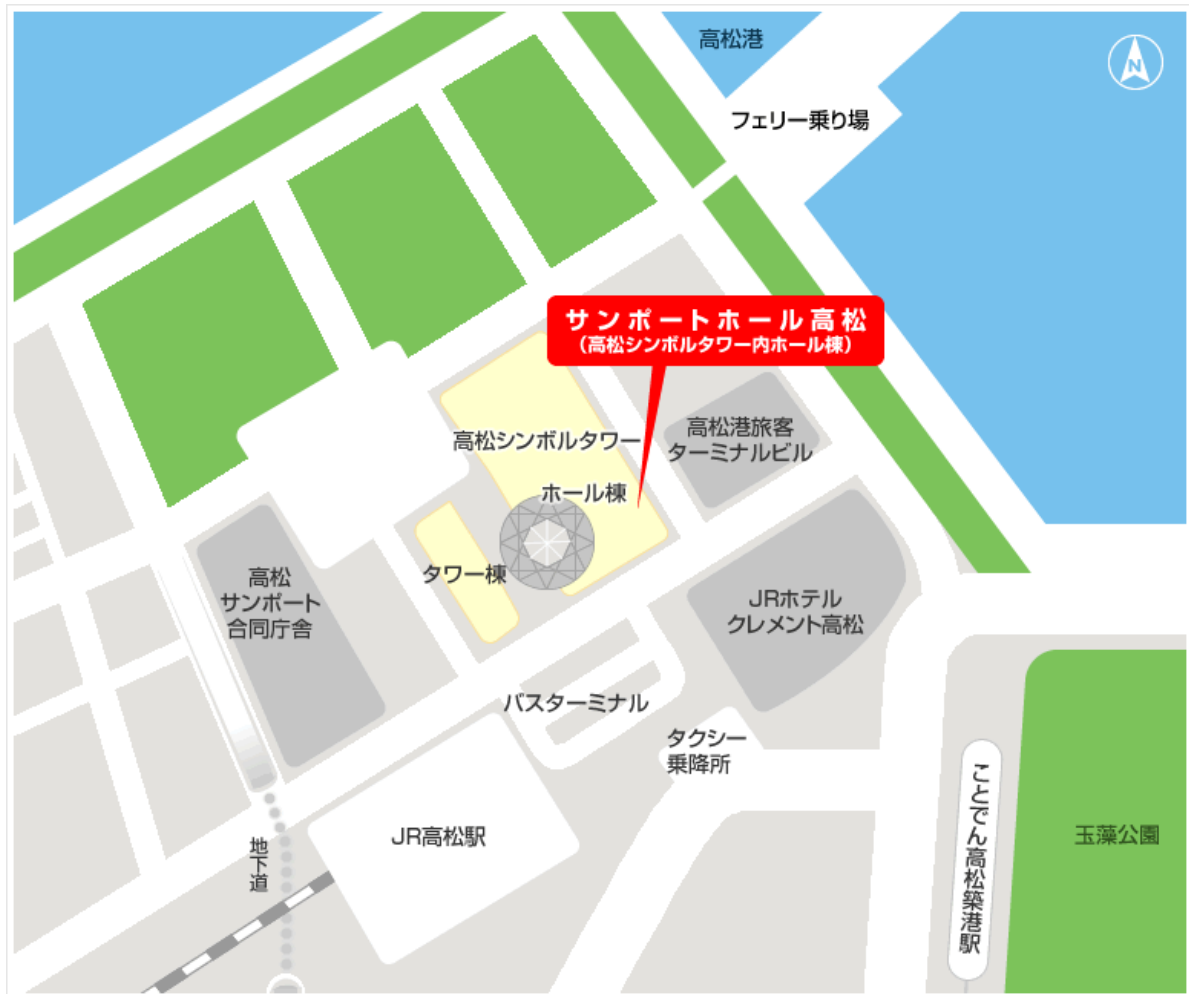 高松港
N
フェリー乗り場
サンポートホール高松
（高松シンボルタワー内ホール棟）
高松シンボルタワー
高松港旅客
ターミナルビル
ホール棟
タワー棟
高松
サンポート
合同庁舎
JRホテル
クレメント高松
バスターミナル
タクシー
乗降所
JR高松駅
地下道
ことでん高松築港駅
玉藻公園